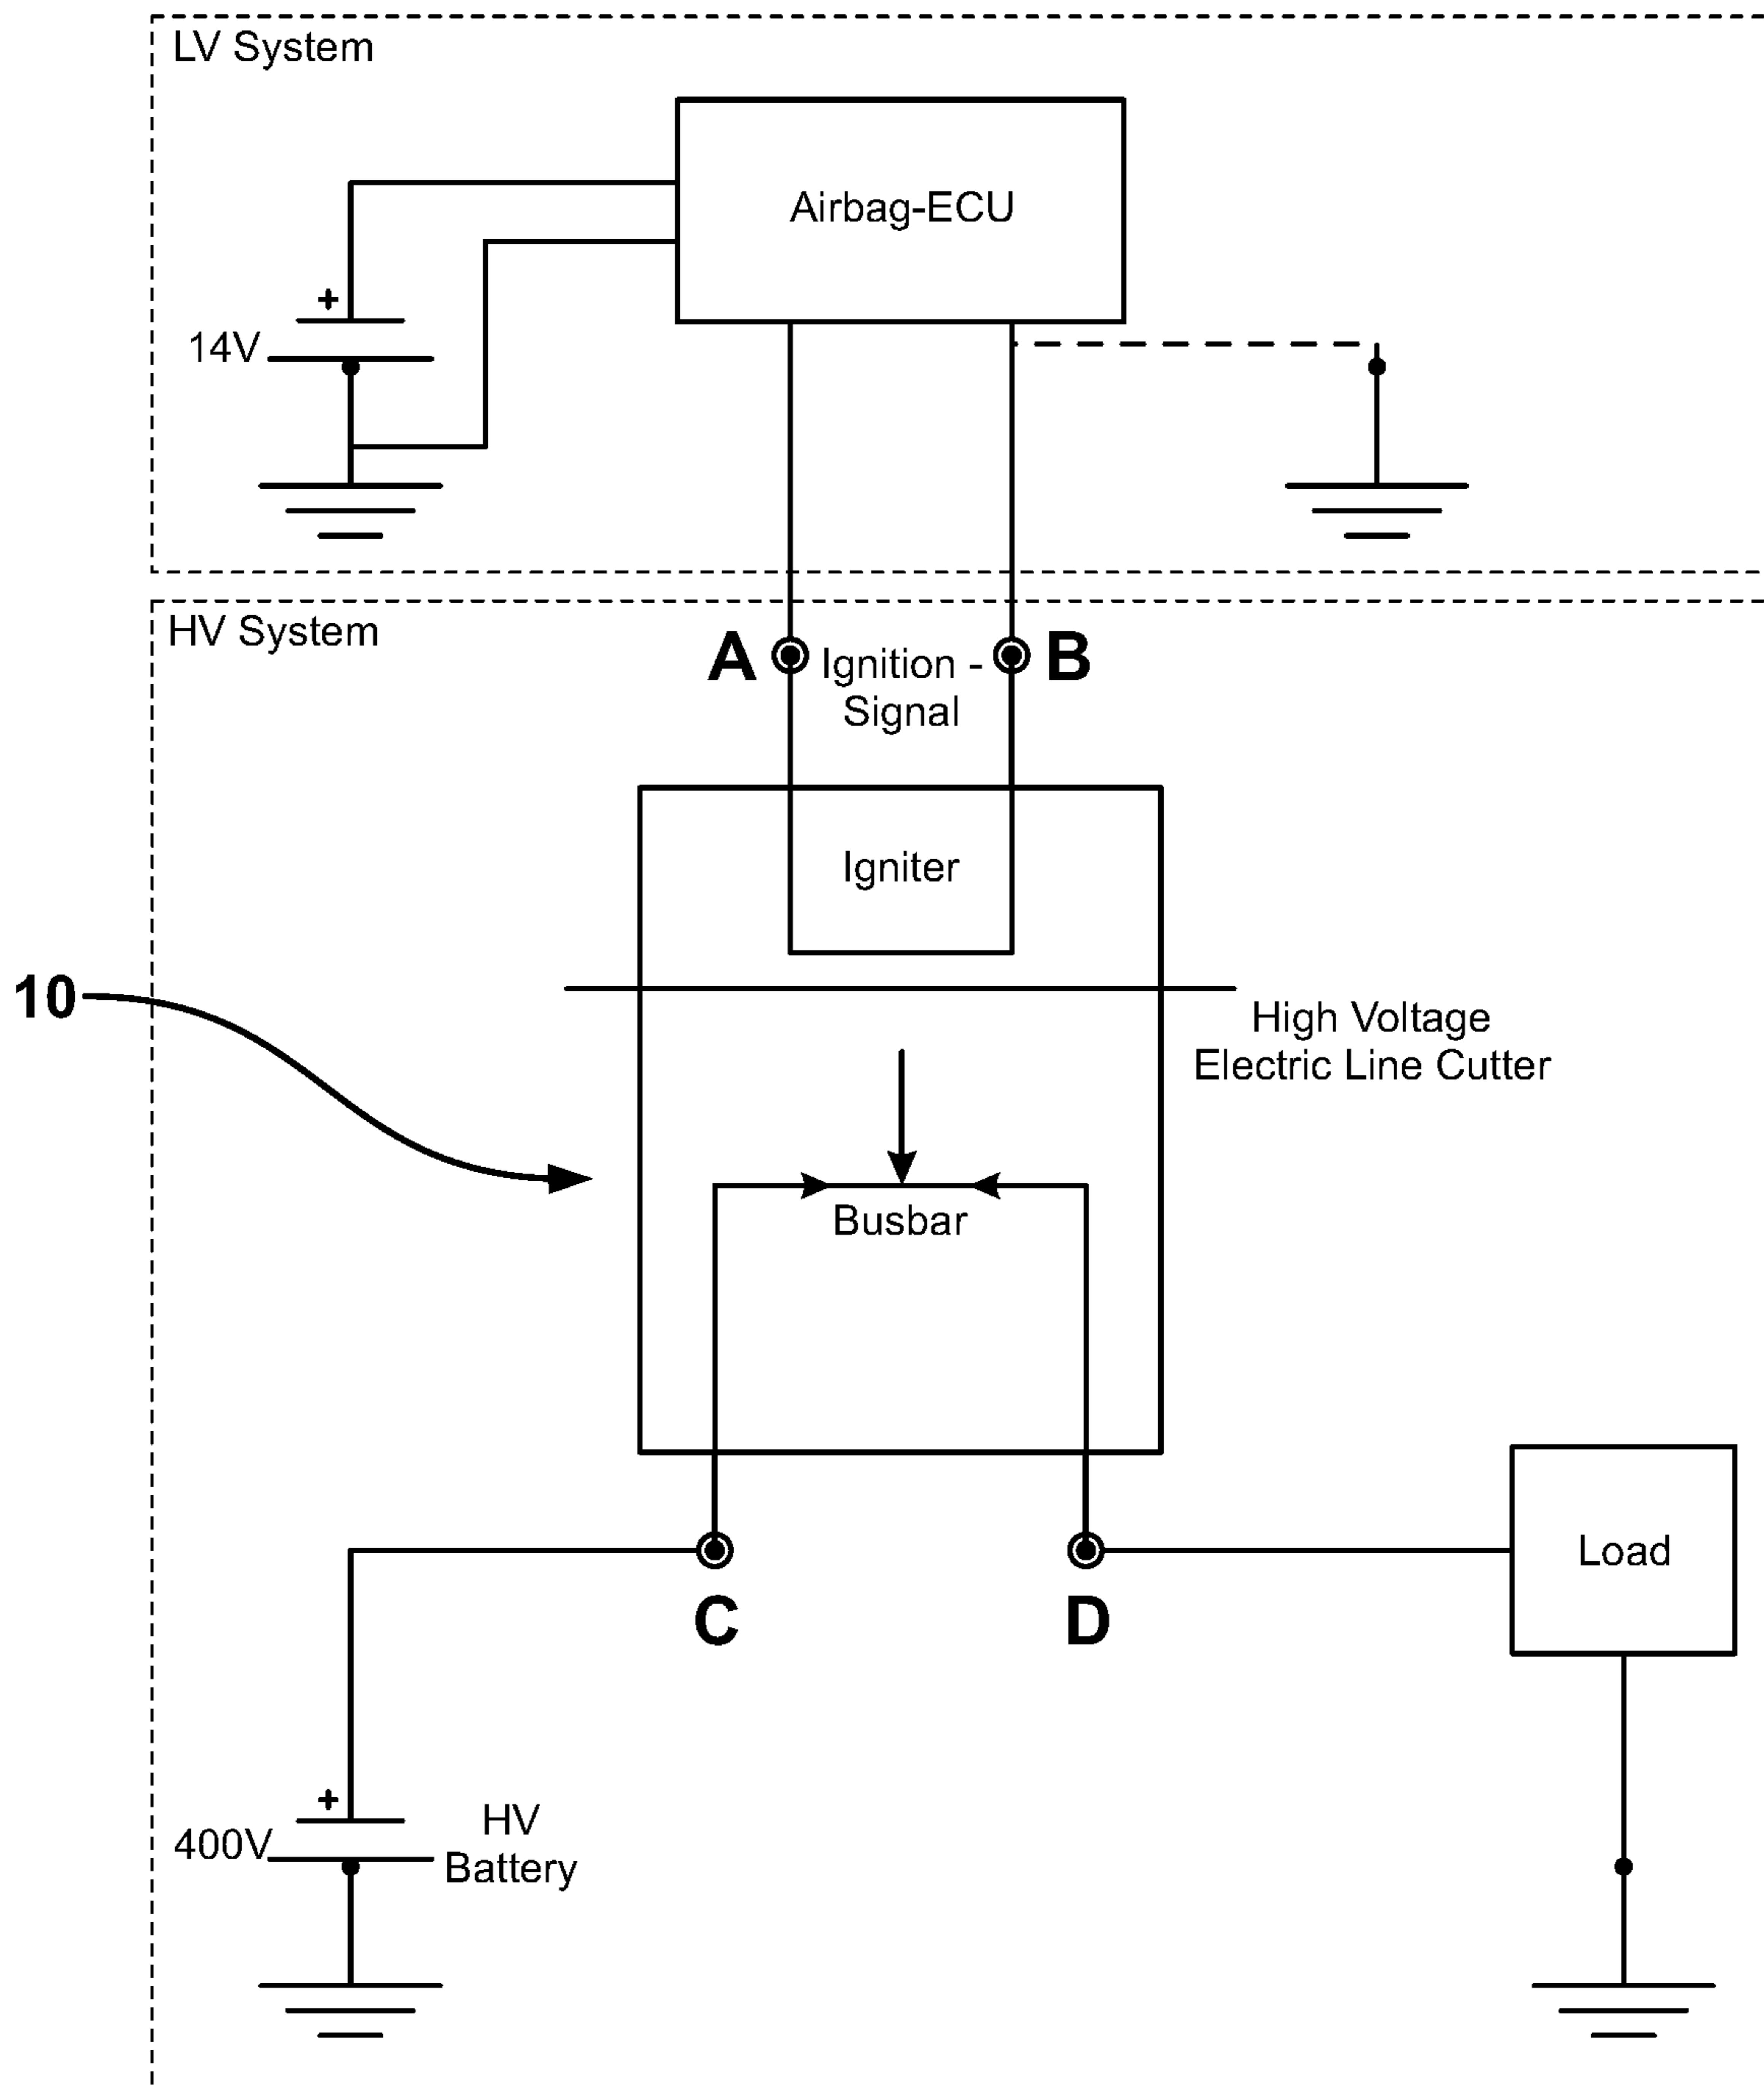 LV System
Airbag-ECU
+
14V
HV System
A
Ignition -
Signal
B
Igniter
10
High Voltage
Electric Line Cutter
Busbar
Load
C
D
+
400V
HV
Battery